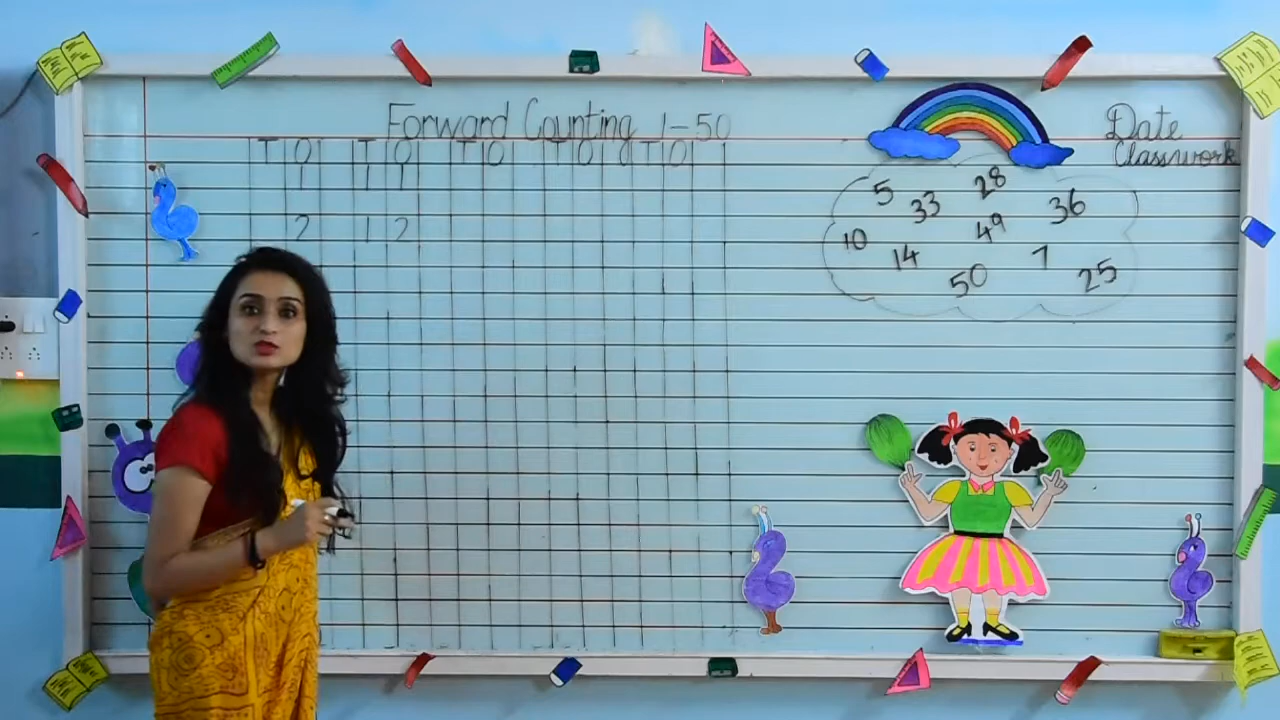 Forward Counting 1-50
Date
Classwork
T O T O T O T O T O
1 1 1
2 1 2
5 33 28 36
10 14 49 7
50 25